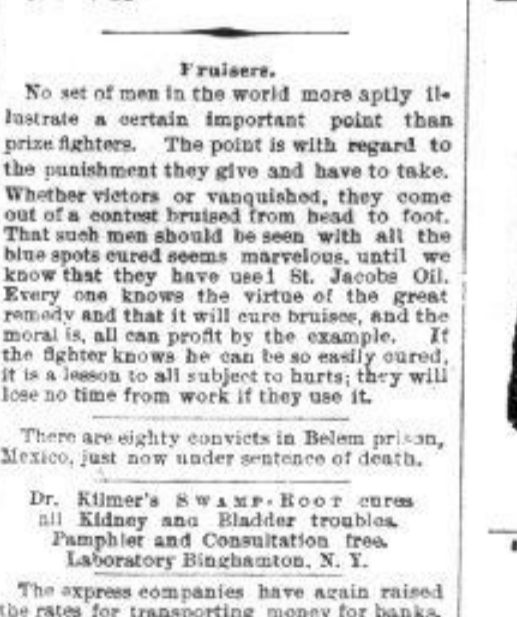 Fruisers.
No set of men in the world more aptly il-
lustrate a certain important point than
prize fighters. The point is with regard to
the punishment they give and have to take.
Whether victors or vanquished, they come
out of a contest bruised from head to foot.
That such men should be seen with all the
blue spots cured seems marvelous, until we
know that they have use1 St. Jacobs Oil.
Every one knows the virtue of the great
remedy and that it will cure bruises, and the
moral is, all can profit by the example. If
the fighter knows he can be so easily cured,
it is a lesson to all subject to hurts; they will
lose no time from work if they use it.
There are eighty convicts in Belem prison,
Mexico, just now under sentence of death.
Dr. Kilmer's SWAMP-ROOT cures
all Kidney and Bladder troubles.
Pamphlet and Consultation free.
Laboratory Binghamton, N. Y.
The express companies have again raised
the rates for transporting money for banks.